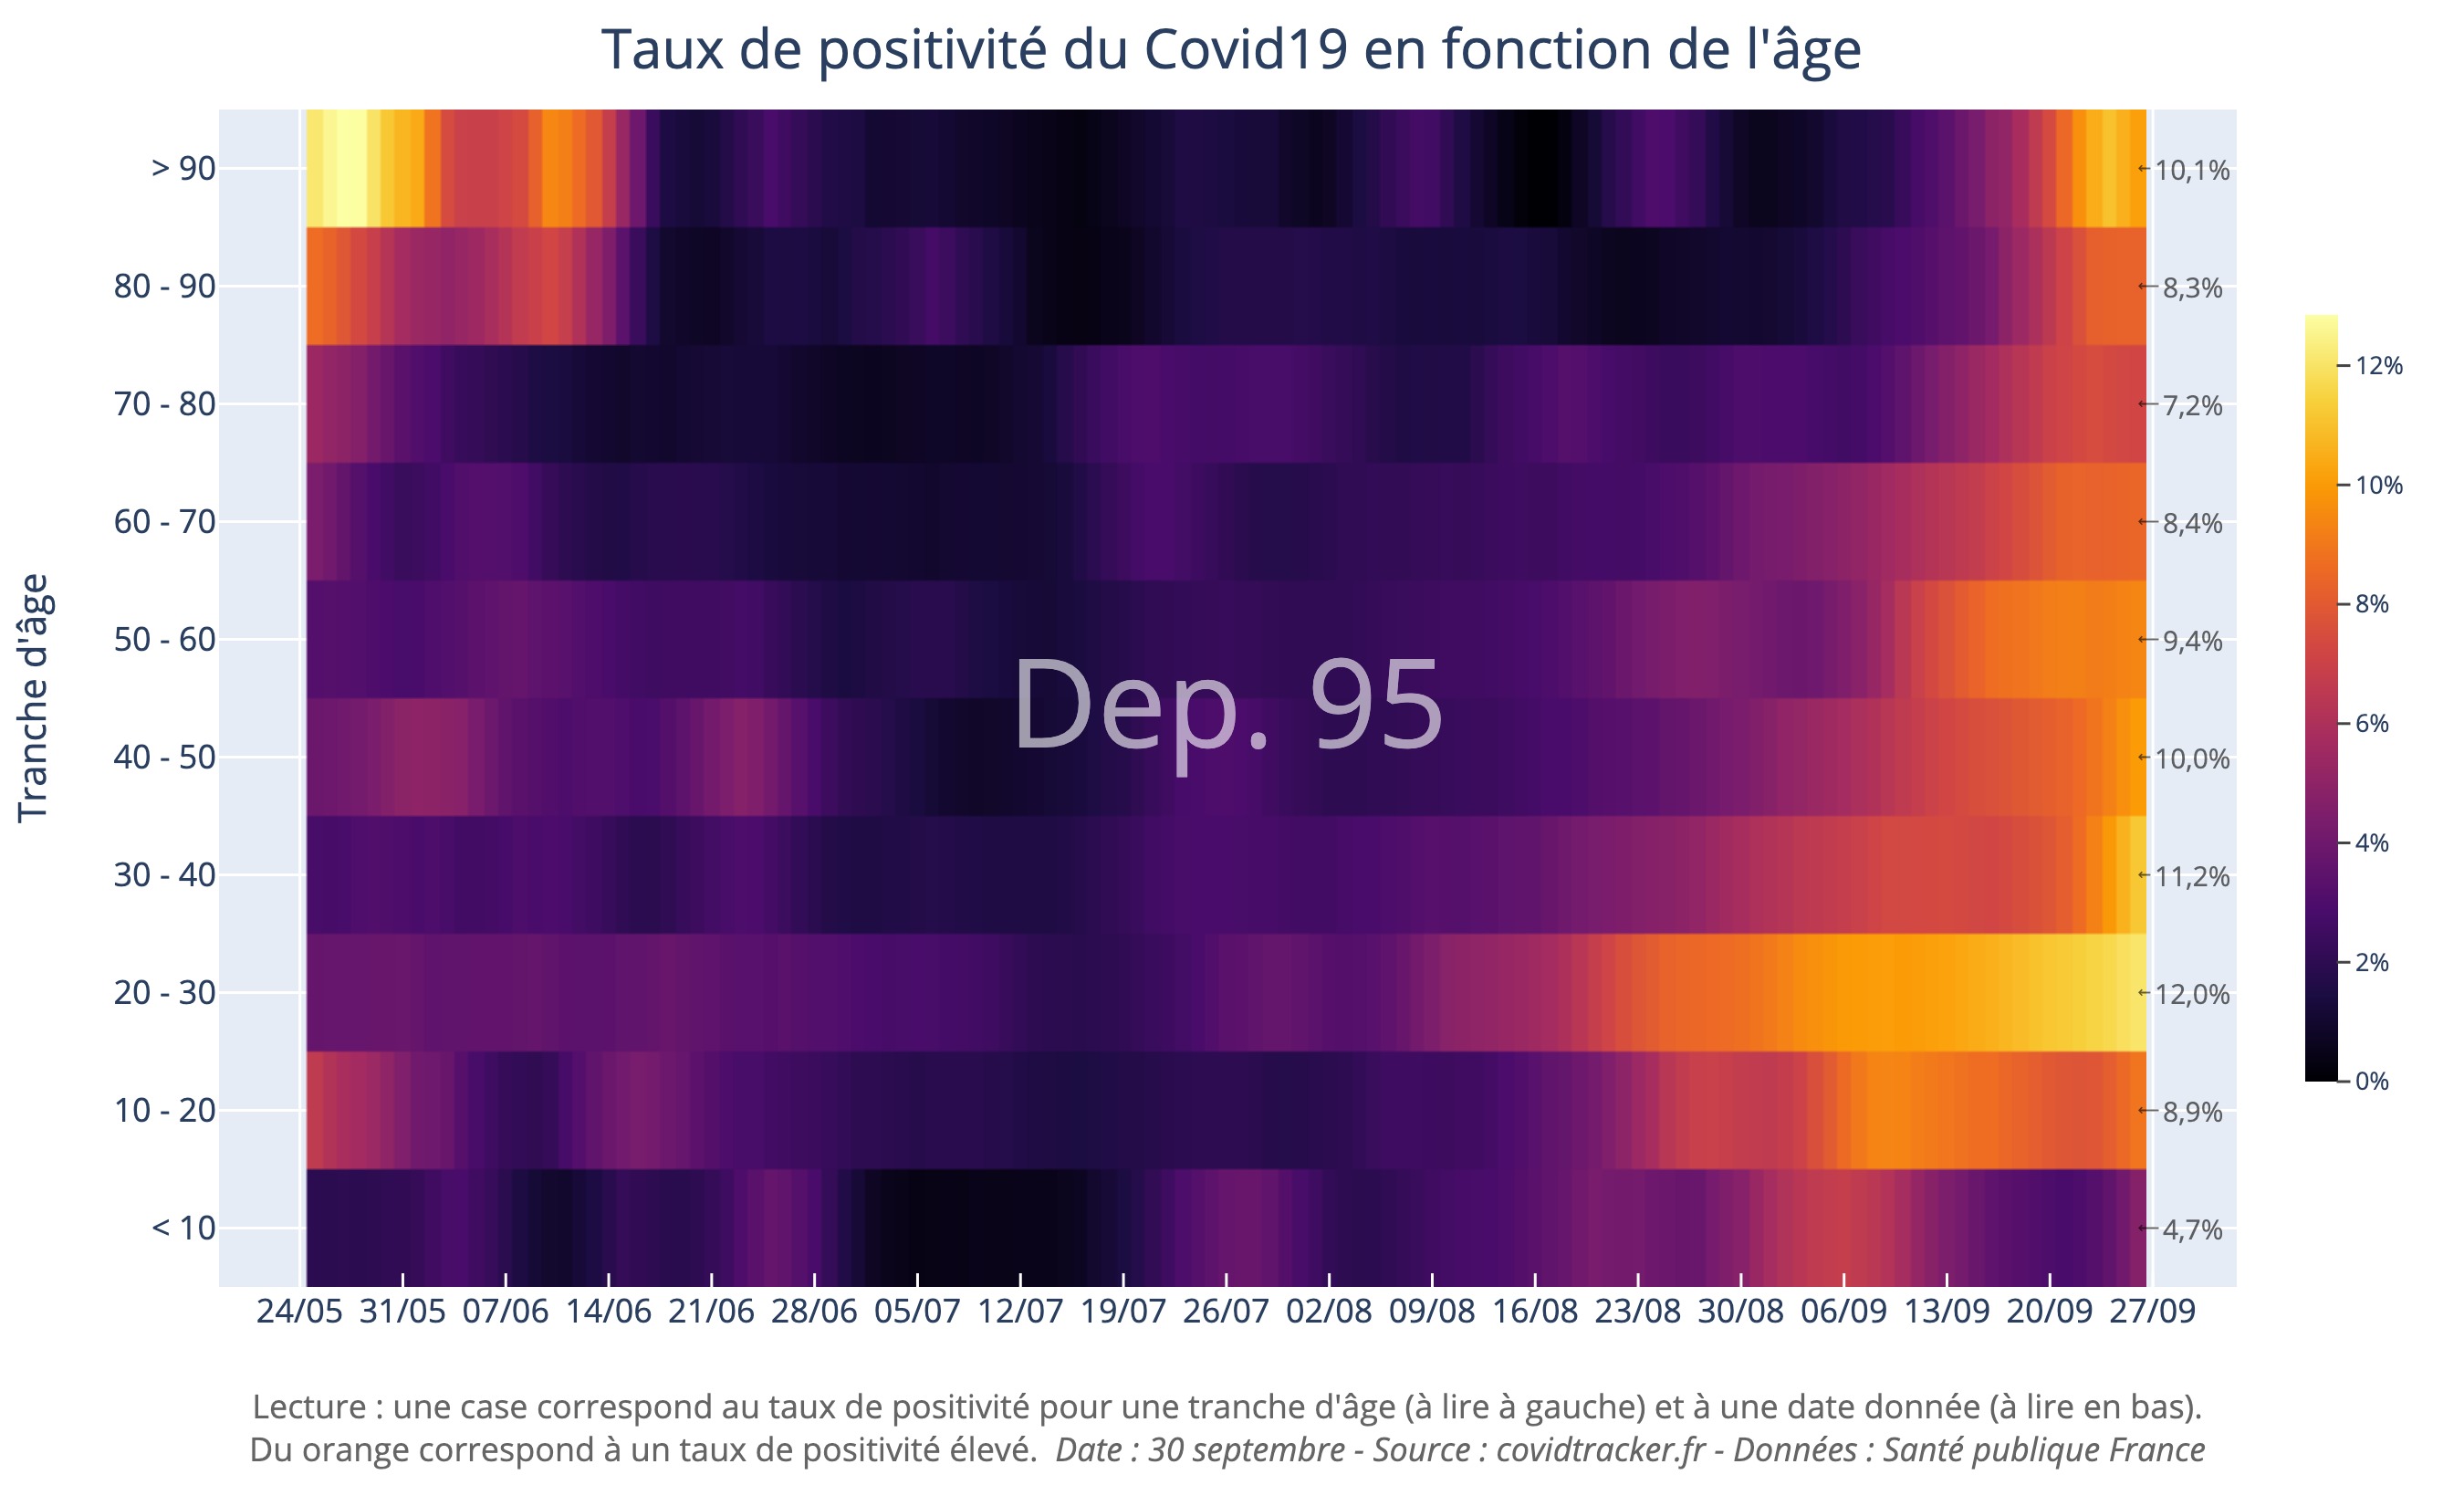 Taux de positivité du Covid19 en fonction de l'âge
Tranche d'âge
> 90
80 - 90
70 - 80
60 - 70
50 - 60
40 - 50
30 - 40
20 - 30
10 - 20
< 10
Dep. 95
←10,1%
←8,3%
←7,2%
←8,4%
←9,4%
←10,0%
←11,2%
←12,0%
←8,9%
←4,7%
12%
10%
8%
6%
4%
2%
0%
24/05 31/05 07/06 14/06 21/06 28/06 05/07 12/07 19/07 26/07 02/08 09/08 16/08 23/08 30/08 06/09 13/09 20/09 27/09
Lecture : une case correspond au taux de positivité pour une tranche d'âge (à lire à gauche) et à une date donnée (à lire en bas).
Du orange correspond à un taux de positivité élevé. Date : 30 septembre - Source : covidtracker.fr - Données : Santé publique France